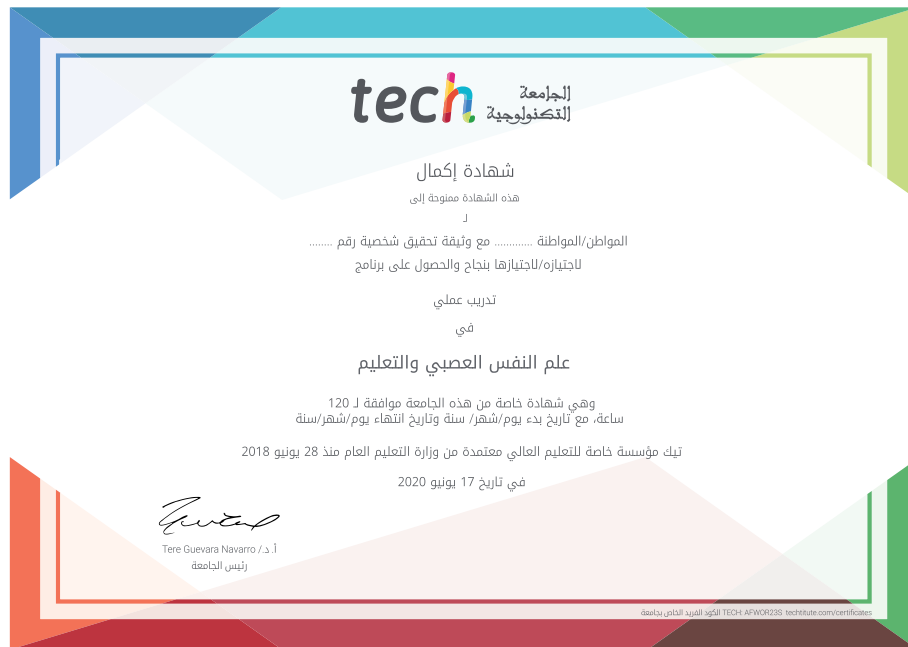 tech الجامعة
التكنولوجية
شهادة إكمال
هذه الشهادة ممنوحة إلى
لـ
المواطن/المواطنة ............. مع وثيقة تحقيق شخصية رقم ........
لاجتيازه/لاجتيازها بنجاح والحصول على برنامج
تدريب عملي
في
علم النفس العصبي والتعليم
وهي شهادة خاصة من هذه الجامعة موافقة لـ 120
ساعة، مع تاريخ بدء يوم/شهر/ سنة وتاريخ انتهاء يوم/شهر/سنة
تيك مؤسسة خاصة للتعليم العالي معتمدة من وزارة التعليم العام منذ 28 يونيو 2018
في تاريخ 17 يونيو 2020
أ. د./ Tere Guevara Navarro
رئيس الجامعة
الكود الفريد الخاص بجامعة TECH: AFWOR23S techtitute.com/certificates